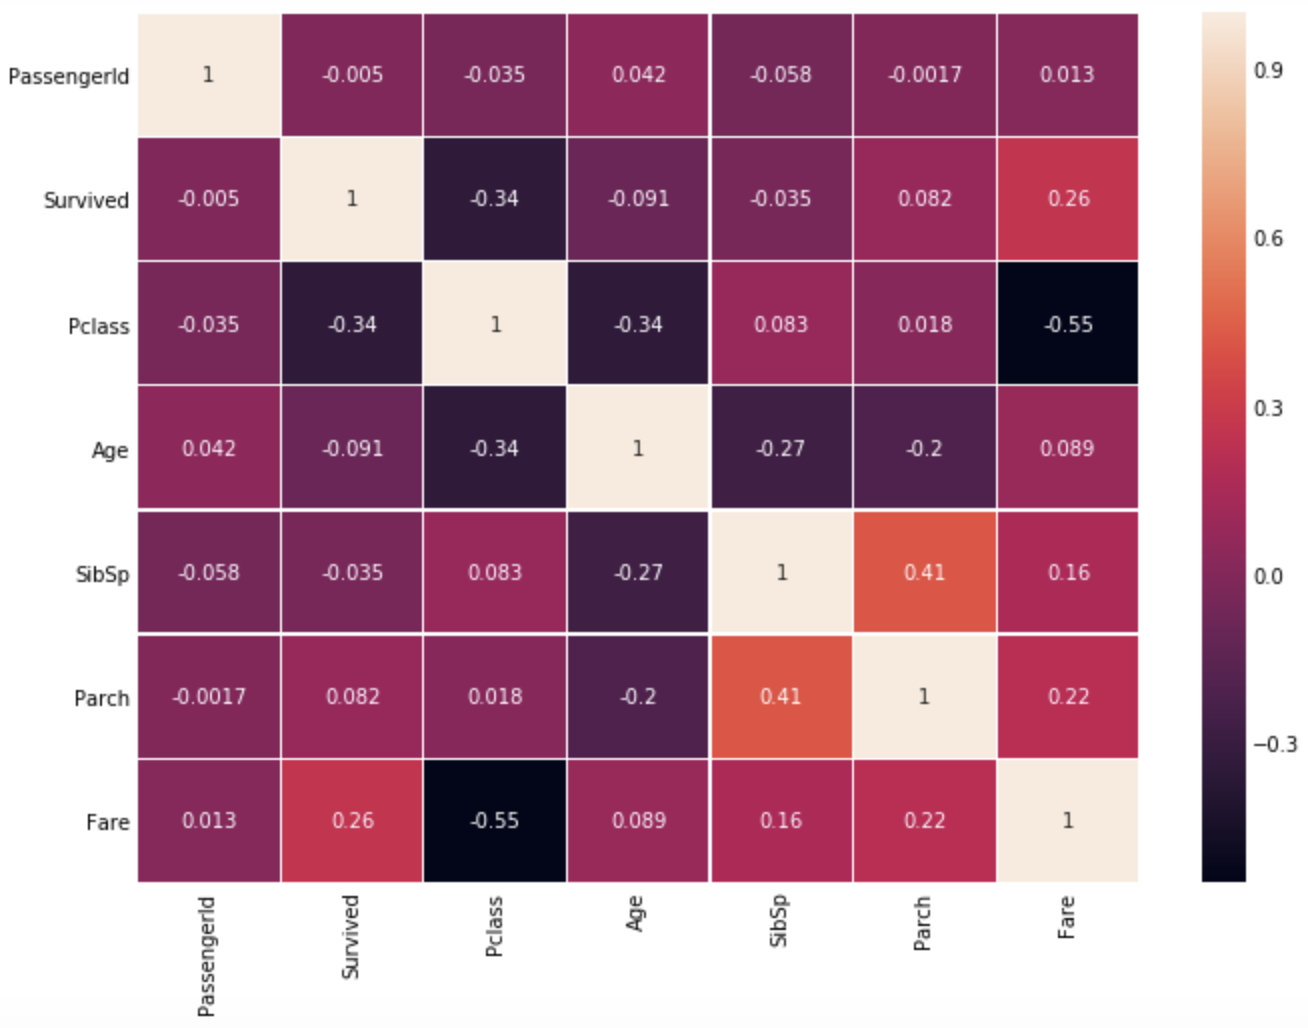 PassengerId 1 -0.005 -0.035 0.042 -0.058 -0.0017 0.013
Survived -0.005 1 -0.34 -0.091 -0.035 0.082 0.26
Pclass -0.035 -0.34 1 -0.34 0.083 0.018 -0.55
Age 0.042 -0.091 -0.34 1 -0.27 -0.2 0.089
SibSp -0.058 -0.035 0.083 -0.27 1 0.41 0.16
Parch -0.0017 0.082 0.018 -0.2 0.41 1 0.22
Fare 0.013 0.26 -0.55 0.089 0.16 0.22 1
PassengerId Survived Pclass Age SibSp Parch Fare
0.9
0.6
0.3
0.0
−0.3